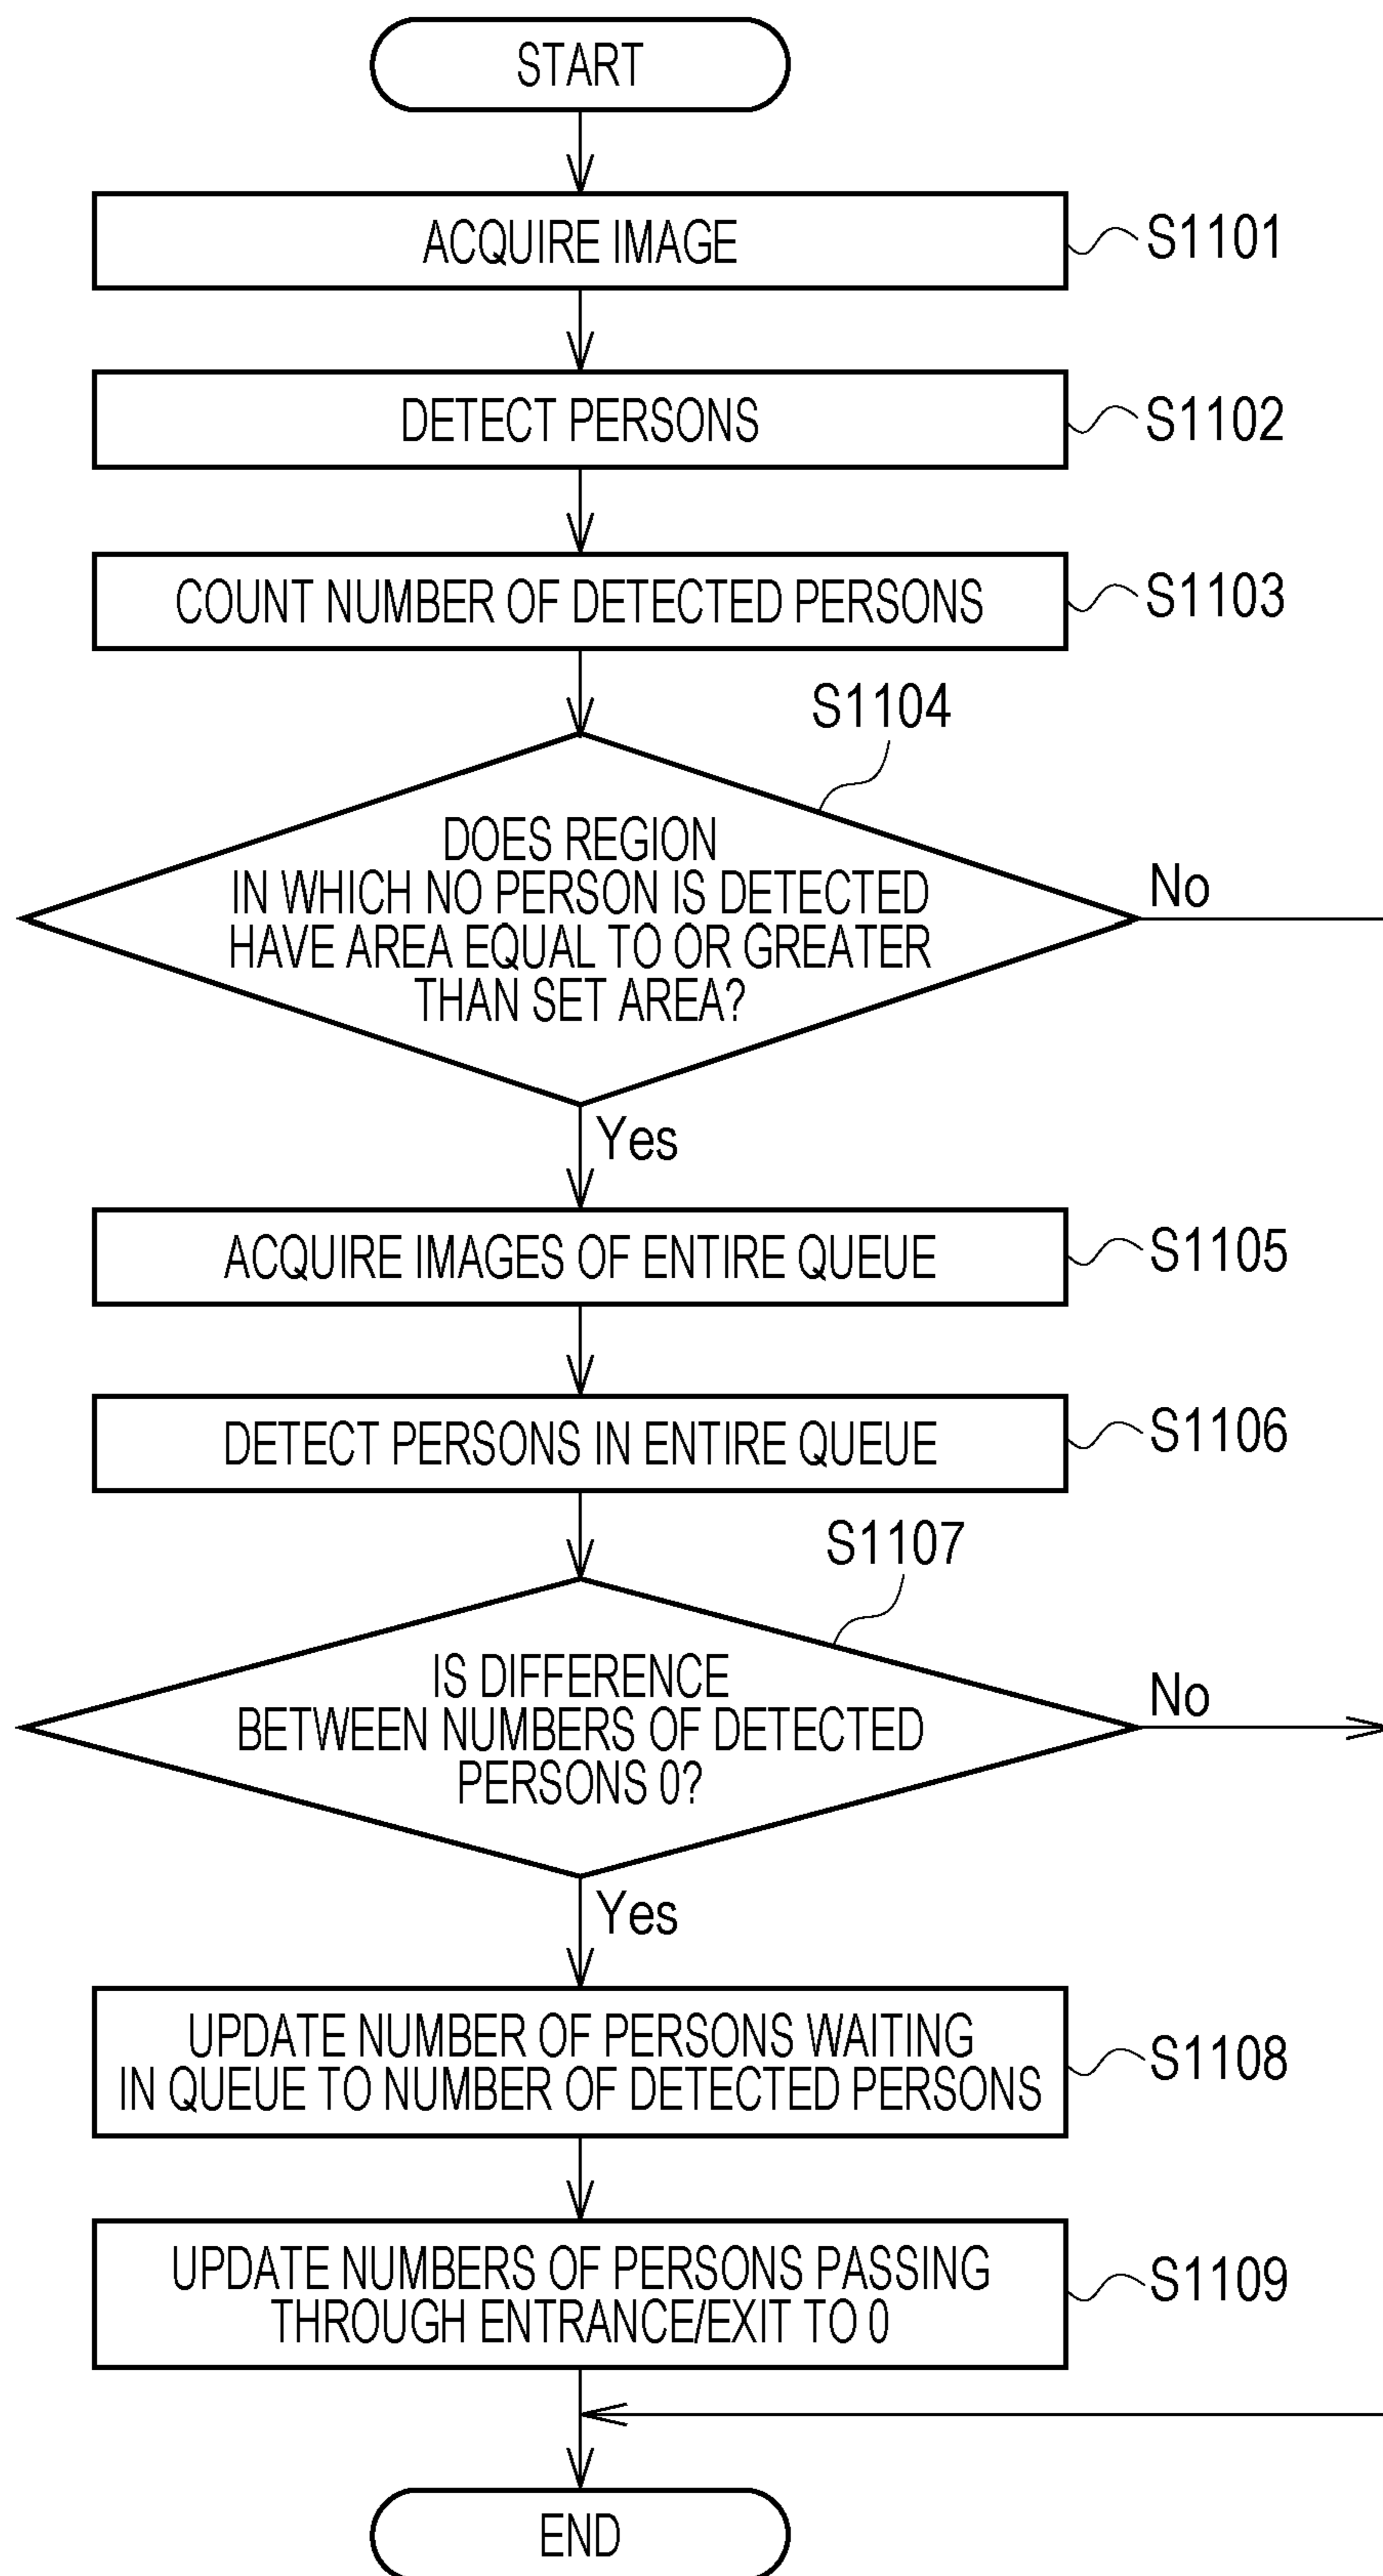 START
ACQUIRE IMAGE
S1101
DETECT PERSONS
S1102
COUNT NUMBER OF DETECTED PERSONS
S1103
S1104
DOES REGION
IN WHICH NO PERSON IS DETECTED
HAVE AREA EQUAL TO OR GREATER
THAN SET AREA?
No
Yes
ACQUIRE IMAGES OF ENTIRE QUEUE
S1105
DETECT PERSONS IN ENTIRE QUEUE
S1106
S1107
IS DIFFERENCE
BETWEEN NUMBERS OF DETECTED
PERSONS 0?
No
Yes
UPDATE NUMBER OF PERSONS WAITING
IN QUEUE TO NUMBER OF DETECTED PERSONS
S1108
UPDATE NUMBERS OF PERSONS PASSING
THROUGH ENTRANCE/EXIT TO 0
S1109
END